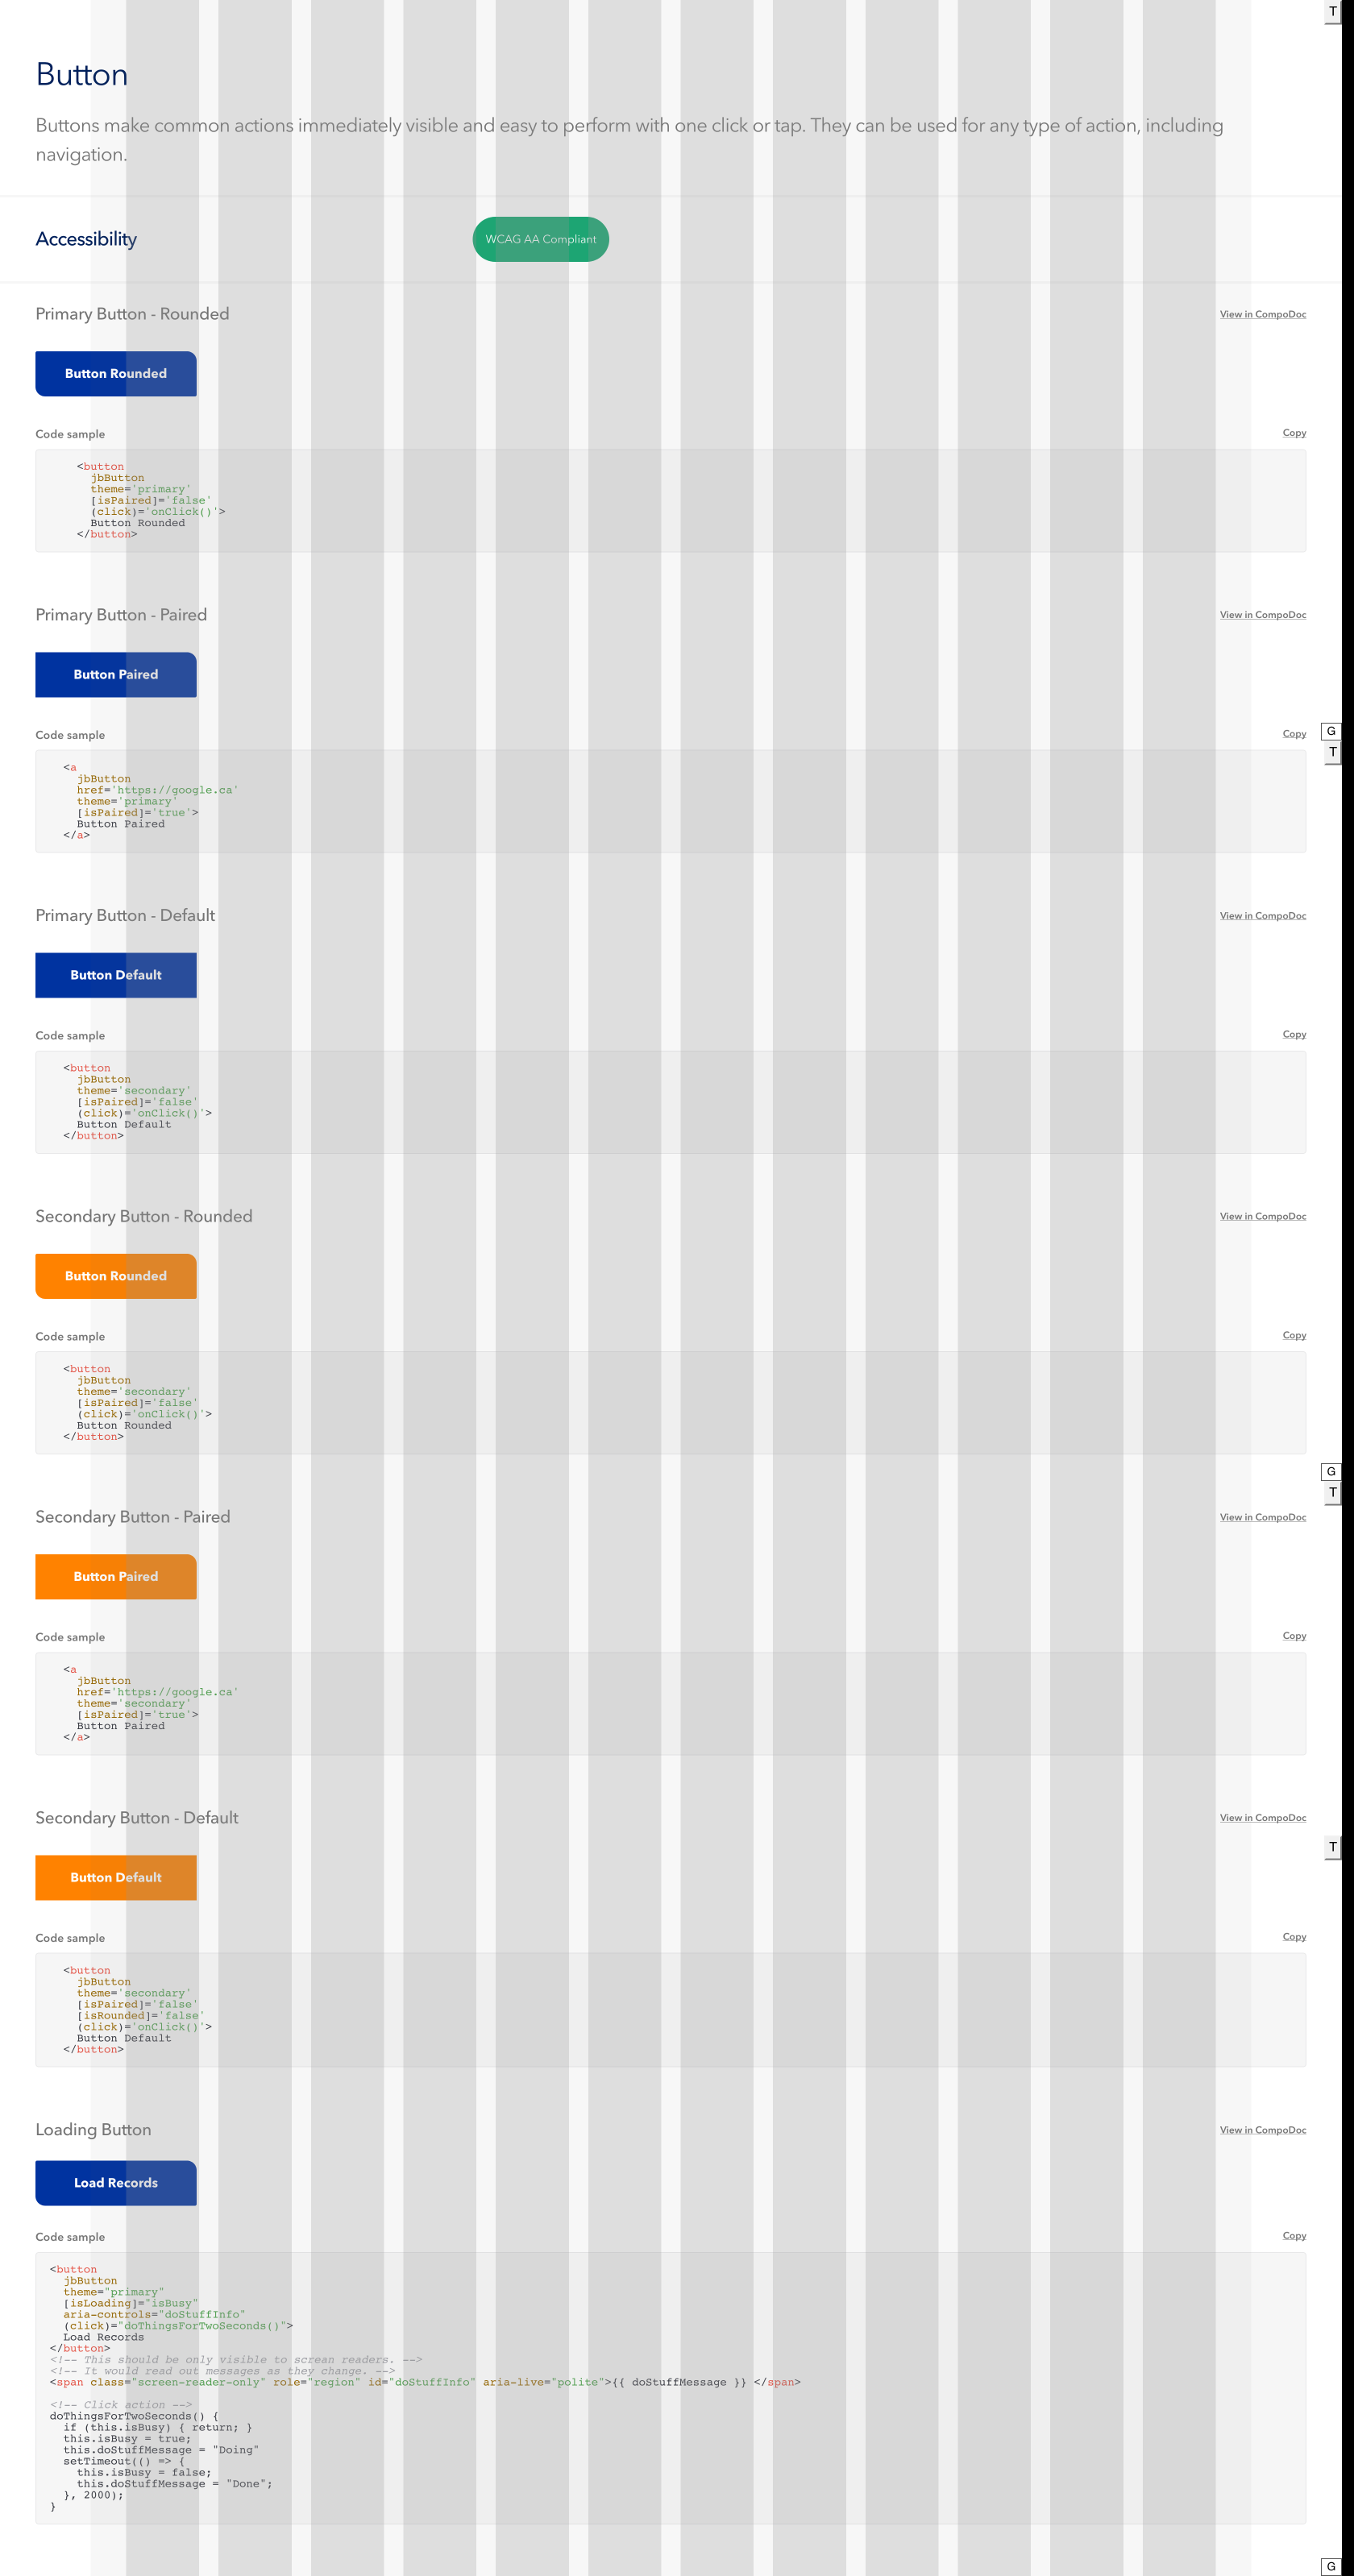 T
Button
Buttons make common actions immediately visible and easy to perform with one click or tap. They can be used for any type of action, including
navigation.
Accessibility
WCAG AA Compliant
Primary Button - Rounded
View in CompoDoc
Button Rounded
Code sample
Copy
<button
jbButton
theme='primary'
[isPaired]='false'
(click)='onClick()'>
Button Rounded
</button>
Primary Button - Paired
View in CompoDoc
Button Paired
Code sample
Copy
G
T
<a
jbButton
href='https://google.ca'
theme='primary'
[isPaired]='true'>
Button Paired
</a>
Primary Button - Default
View in CompoDoc
Button Default
Code sample
Copy
<button
jbButton
theme='secondary'
[isPaired]='false'
(click)='onClick()'>
Button Default
</button>
Secondary Button - Rounded
View in CompoDoc
Button Rounded
Code sample
Copy
<button
jbButton
theme='secondary'
[isPaired]='false'
(click)='onClick()'>
Button Rounded
</button>
G
T
Secondary Button - Paired
View in CompoDoc
Button Paired
Code sample
Copy
<a
jbButton
href='https://google.ca'
theme='secondary'
[isPaired]='true'>
Button Paired
</a>
Secondary Button - Default
View in CompoDoc
T
Button Default
Code sample
Copy
<button
jbButton
theme='secondary'
[isPaired]='false'
[isRounded]='false'
(click)='onClick()'>
Button Default
</button>
Loading Button
View in CompoDoc
Load Records
Code sample
Copy
<button
jbButton
theme="primary"
[isLoading]="isBusy"
aria-controls="doStuffInfo"
(click)="doThingsForTwoSeconds()">
Load Records
</button>
<!-- This should be only visible to screan readers. -->
<!-- It would read out messages as they change. -->
<span class="screen-reader-only" role="region" id="doStuffInfo" aria-live="polite">{{ doStuffMessage }} </span>
<!-- Click action -->
doThingsForTwoSeconds() {
if (this.isBusy) { return; }
this.isBusy = true;
this.doStuffMessage = "Doing"
setTimeout(() => {
this.isBusy = false;
this.doStuffMessage = "Done";
}, 2000);
}
G